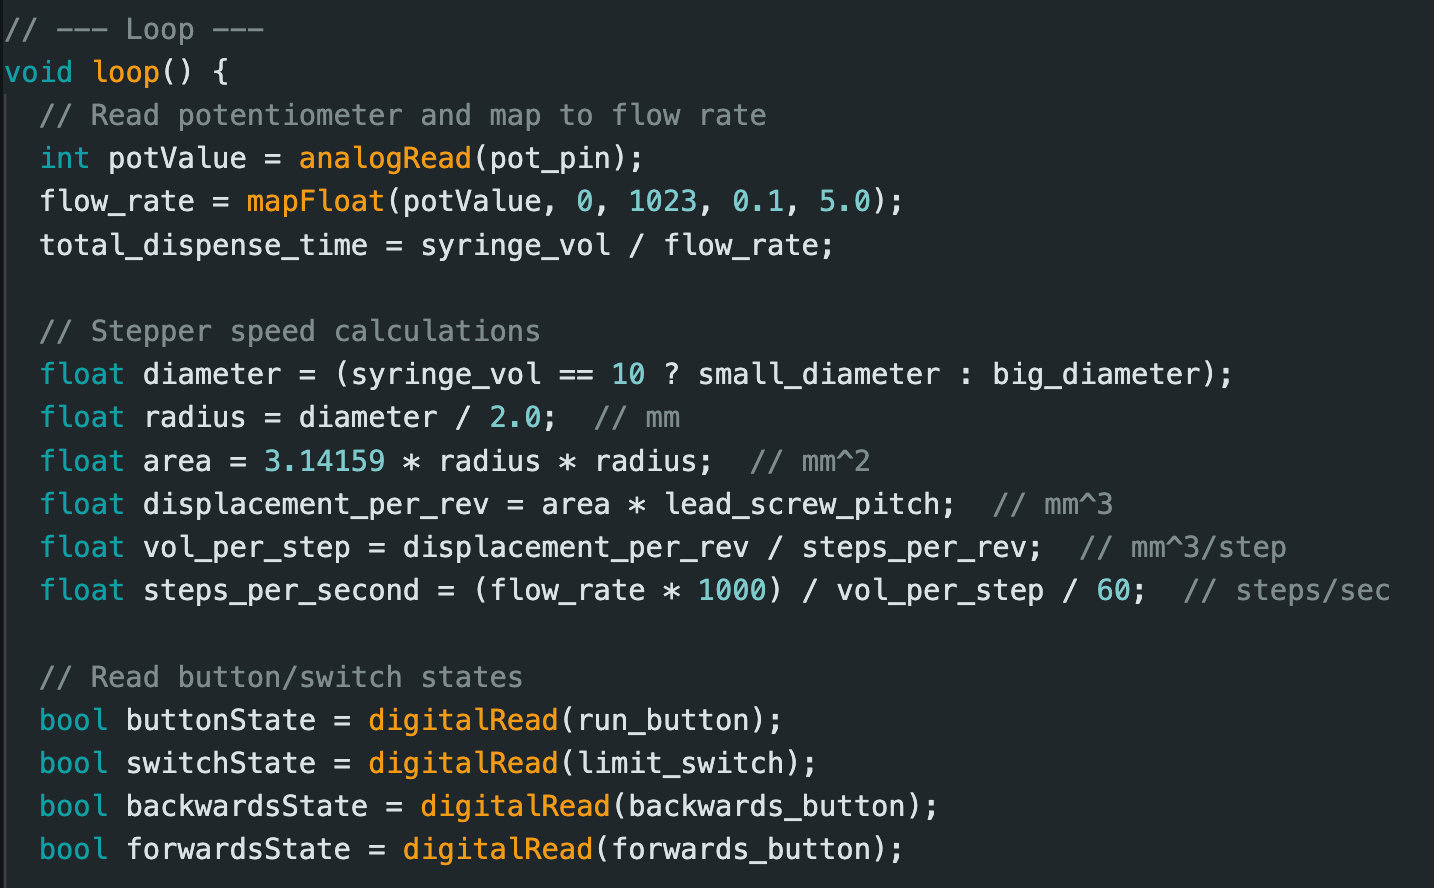 // --- Loop ---
void loop() {
  // Read potentiometer and map to flow rate
  int potValue = analogRead(pot_pin);
  flow_rate = mapFloat(potValue, 0, 1023, 0.1, 5.0);
  total_dispense_time = syringe_vol / flow_rate;

  // Stepper speed calculations
  float diameter = (syringe_vol == 10 ? small_diameter : big_diameter);
  float radius = diameter / 2.0;  // mm
  float area = 3.14159 * radius * radius;  // mm^2
  float displacement_per_rev = area * lead_screw_pitch;  // mm^3
  float vol_per_step = displacement_per_rev / steps_per_rev;  // mm^3/step
  float steps_per_second = (flow_rate * 1000) / vol_per_step / 60;  // steps/sec

  // Read button/switch states
  bool buttonState = digitalRead(run_button);
  bool switchState = digitalRead(limit_switch);
  bool backwardsState = digitalRead(backwards_button);
  bool forwardsState = digitalRead(forwards_button);